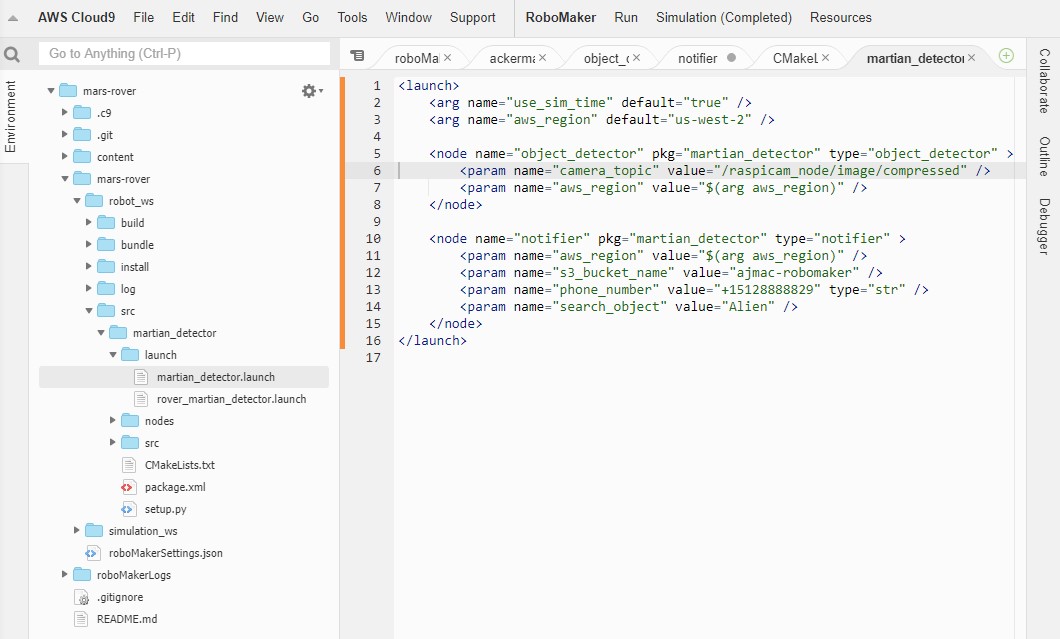 AWS Cloud9 File Edit Find View Go Tools Window Support RoboMaker Run Simulation (Completed) Resources
Go to Anything (Ctrl-P)
roboMa ackerma object_c notifier CMakeL martian_detector
Environment
mars-rover
.c9
.git
content
mars-rover
robot_ws
build
bundle
install
log
src
martian_detector
launch
martian_detector.launch
rover_martian_detector.launch
nodes
src
CMakeLists.txt
package.xml
setup.py
simulation_ws
roboMakerSettings.json
roboMakerLogs
.gitignore
README.md
1 <launch>
2 <arg name="use_sim_time" default="true" />
3 <arg name="aws_region" default="us-west-2" />
4
5 <node name="object_detector" pkg="martian_detector" type="object_detector" >
6 <param name="camera_topic" value="/raspicam_node/image/compressed" />
7 <param name="aws_region" value="$(arg aws_region)" />
8 </node>
9
10 <node name="notifier" pkg="martian_detector" type="notifier" >
11 <param name="aws_region" value="$(arg aws_region)" />
12 <param name="s3_bucket_name" value="ajmac-robomaker" />
13 <param name="phone_number" value="+15128888829" type="str" />
14 <param name="search_object" value="Alien" />
15 </node>
16 </launch>
17
Collaborate
Outline
Debugger